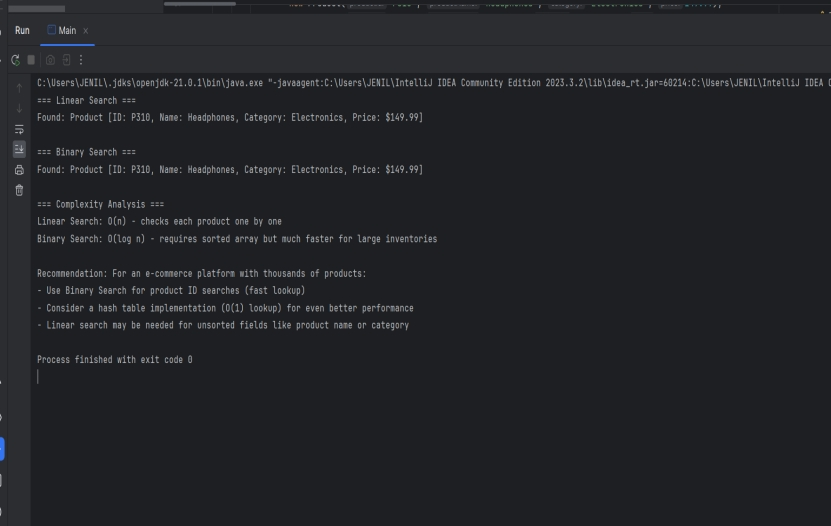 Run Main
C:\Users\JENIL\.jdks\openjdk-21.0.1\bin\java.exe "-javaagent:C:\Users\JENIL\IntelliJ IDEA Community Edition 2023.3.2\lib\idea_rt.jar=60214:C:\Users\JENIL\IntelliJ IDEA
=== Linear Search ===
Found: Product [ID: P310, Name: Headphones, Category: Electronics, Price: $149.99]
=== Binary Search ===
Found: Product [ID: P310, Name: Headphones, Category: Electronics, Price: $149.99]
=== Complexity Analysis ===
Linear Search: O(n) - checks each product one by one
Binary Search: O(log n) - requires sorted array but much faster for large inventories
Recommendation: For an e-commerce platform with thousands of products:
- Use Binary Search for product ID searches (fast lookup)
- Consider a hash table implementation (O(1) lookup) for even better performance
- Linear search may be needed for unsorted fields like product name or category
Process finished with exit code 0